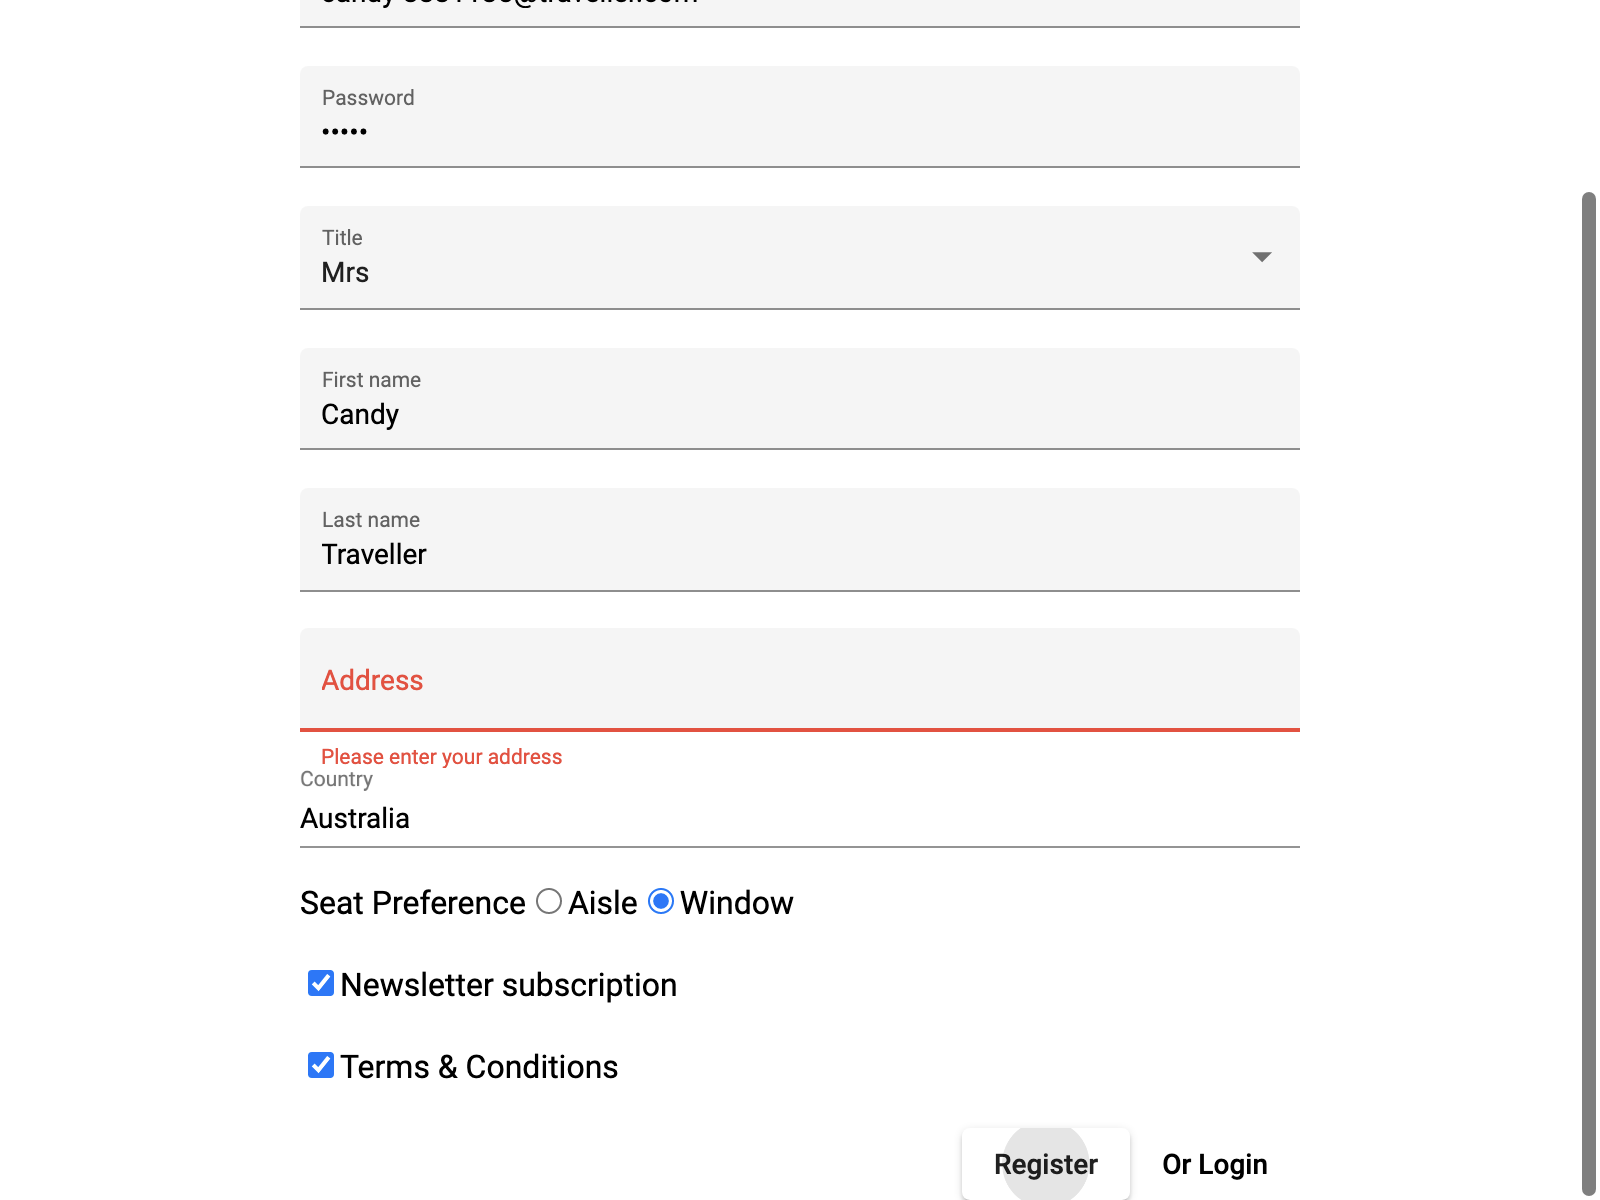 Password
•••••
Title
Mrs
First name
Candy
Last name
Traveller
Address
Please enter your address
Country
Australia
Seat Preference Aisle Window
Newsletter subscription
Terms & Conditions
Register Or Login